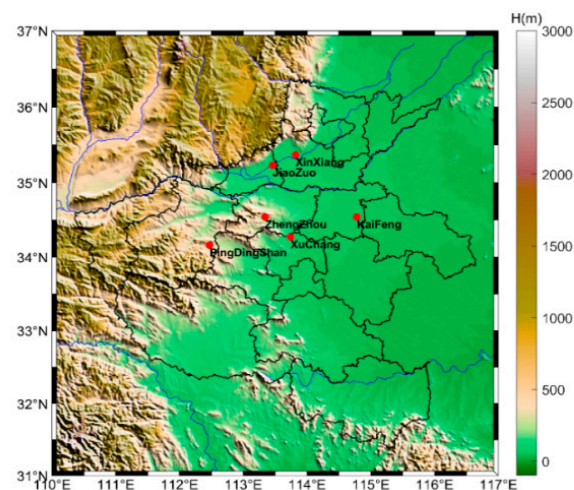 H(m)
37°N
36°N
35°N
34°N
33°N
32°N
31°N
110°E
111°E
112°E
113°E
114°E
115°E
116°E
117°E
3000
2500
2000
1500
1000
500
0
XinXiang
JiaoZuo
ZhengZhou
KaiFeng
XuChang
PingDingShan